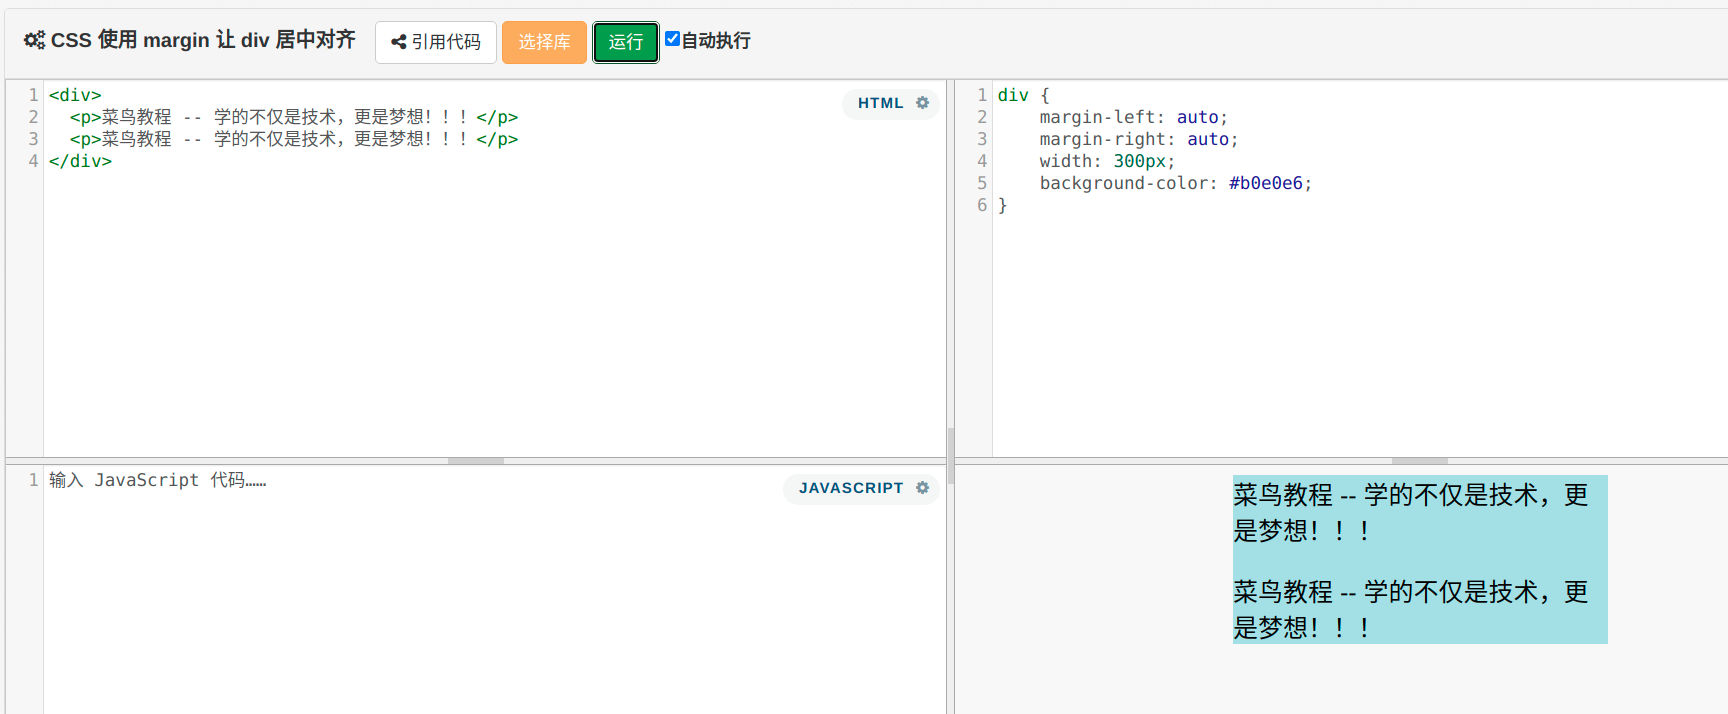 CSS 使用 margin 让 div 居中对齐 引用代码 选择库 运行 自动执行
HTML
1 <div>
2 <p>菜鸟教程 -- 学的不仅是技术，更是梦想！！！</p>
3 <p>菜鸟教程 -- 学的不仅是技术，更是梦想！！！</p>
4 </div>
1 div {
2 margin-left: auto;
3 margin-right: auto;
4 width: 300px;
5 background-color: #b0e0e6;
6 }
1 输入 JavaScript 代码……
JAVASCRIPT
菜鸟教程 -- 学的不仅是技术，更
是梦想！！！
菜鸟教程 -- 学的不仅是技术，更
是梦想！！！